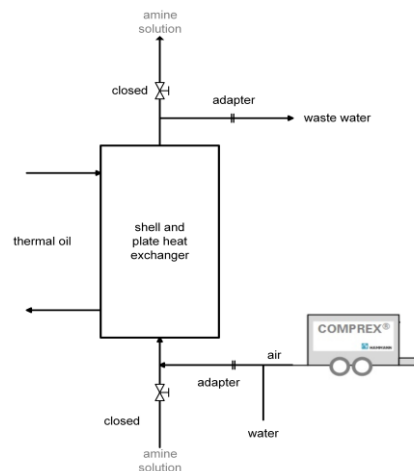 amine
solution
closed
adapter
waste water
shell and
plate heat
exchanger
thermal oil
COMPREX®
air
adapter
closed
water
amine
solution